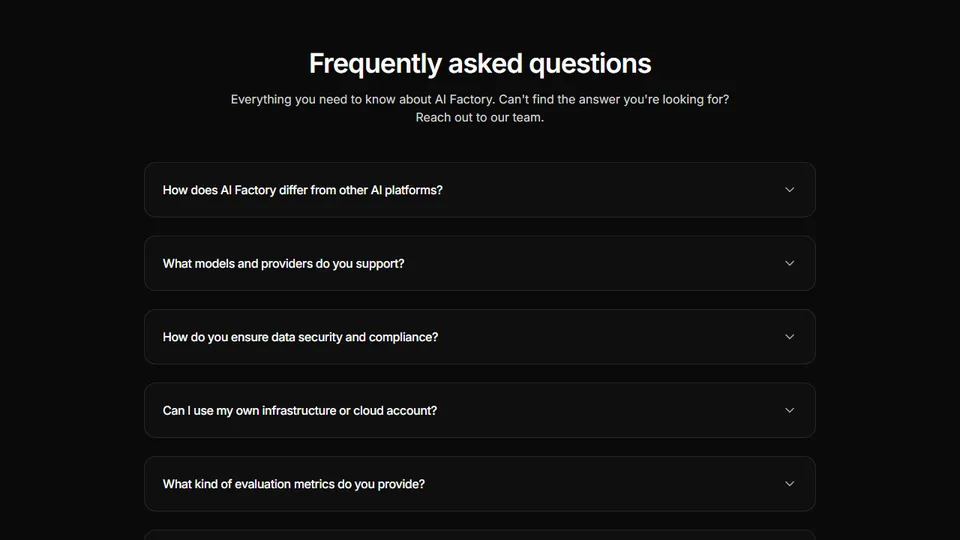 Frequently asked questions
Everything you need to know about AI Factory. Can't find the answer you're looking for?
Reach out to our team.
How does AI Factory differ from other AI platforms?
What models and providers do you support?
How do you ensure data security and compliance?
Can I use my own infrastructure or cloud account?
What kind of evaluation metrics do you provide?